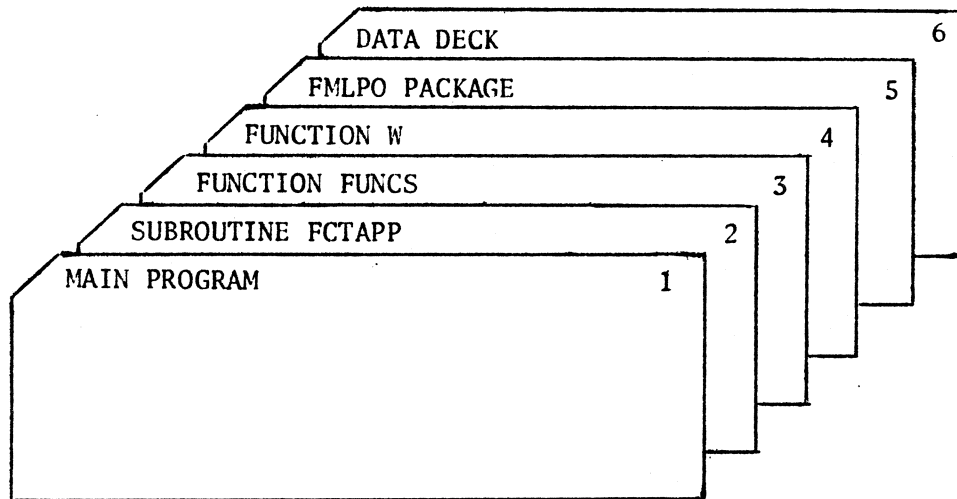 DATA DECK 6
FMLPO PACKAGE 5
FUNCTION W 4
FUNCTION FUNCS 3
SUBROUTINE FCTAPP 2
MAIN PROGRAM 1